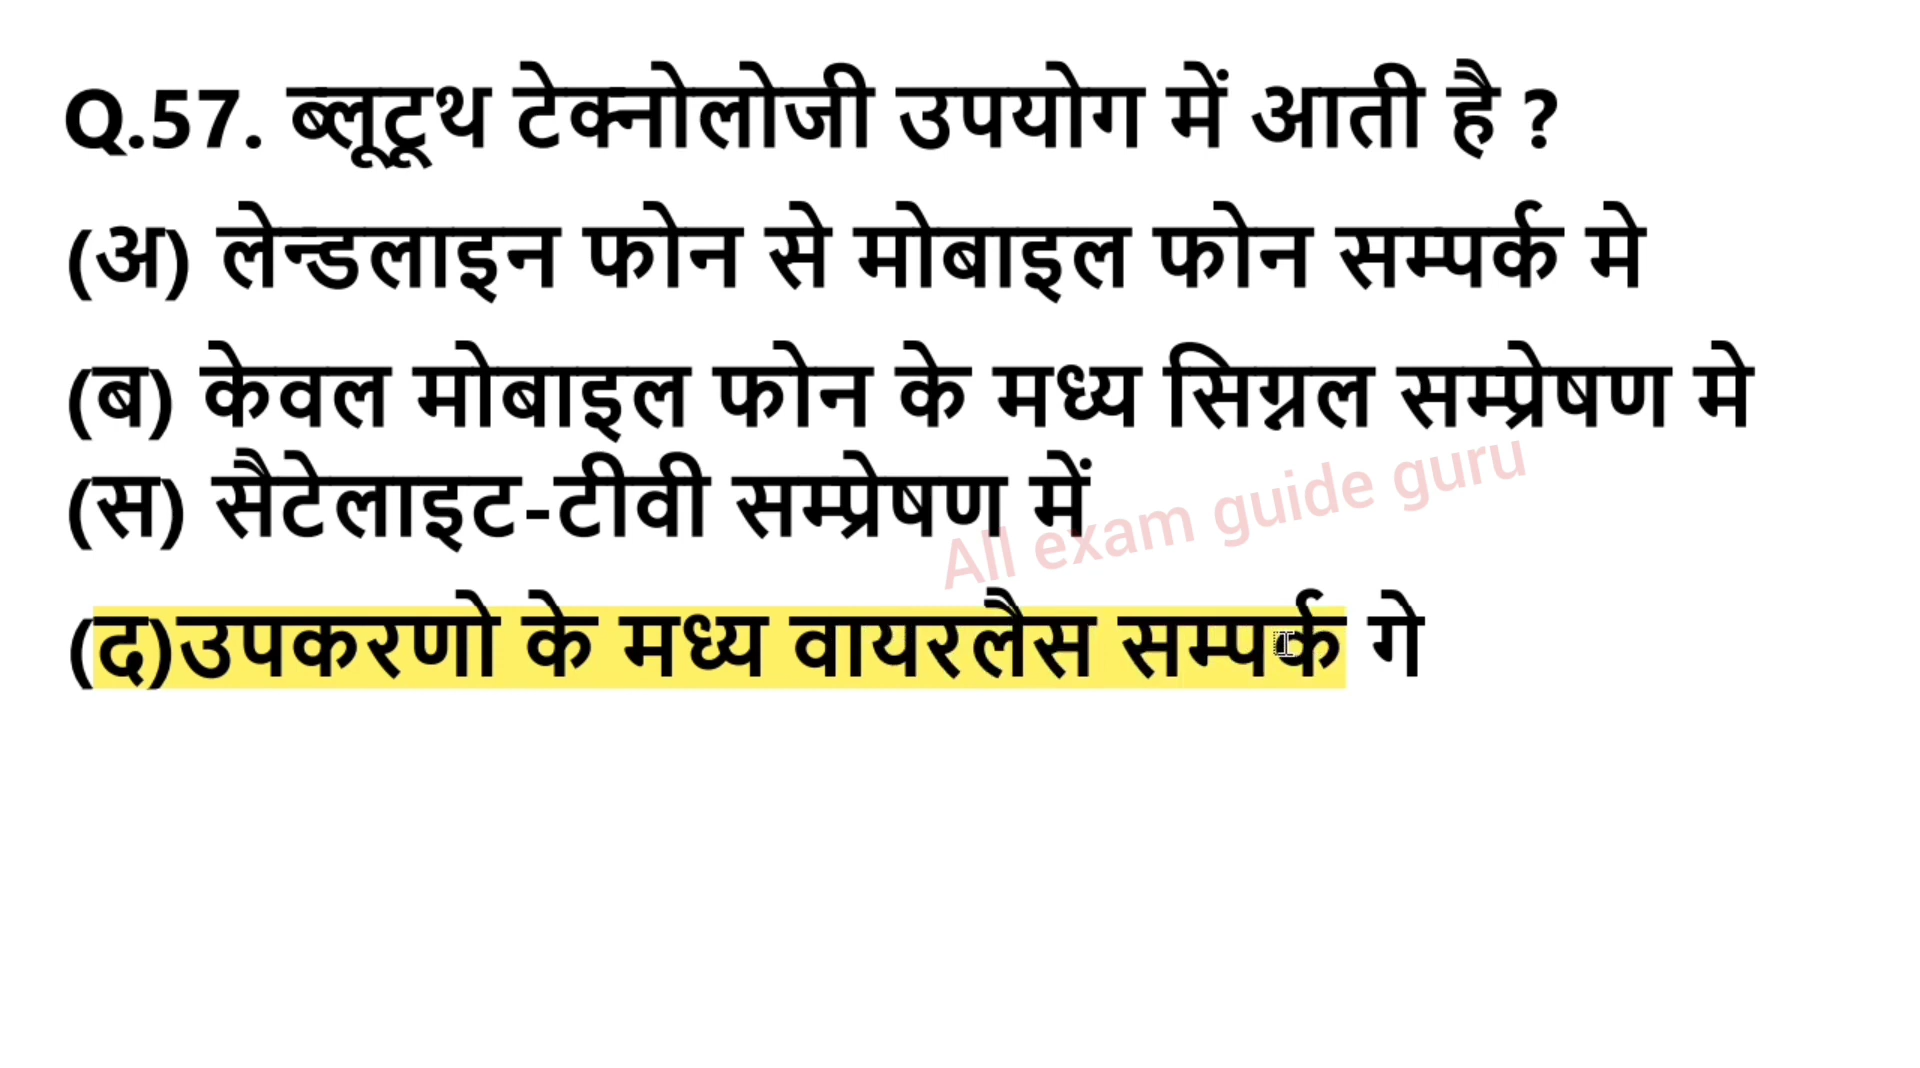 Q.57. ब्लूटूथ टेक्नोलोजी उपयोग में आती है ?
(अ) लेन्डलाइन फोन से मोबाइल फोन सम्पर्क मे
(ब) केवल मोबाइल फोन के मध्य सिग्नल सम्प्रेषण मे
(स) सैटेलाइट-टीवी सम्प्रेषण में
All exam guide guru
(द)उपकरणो के मध्य वायरलैस सम्पर्क गे